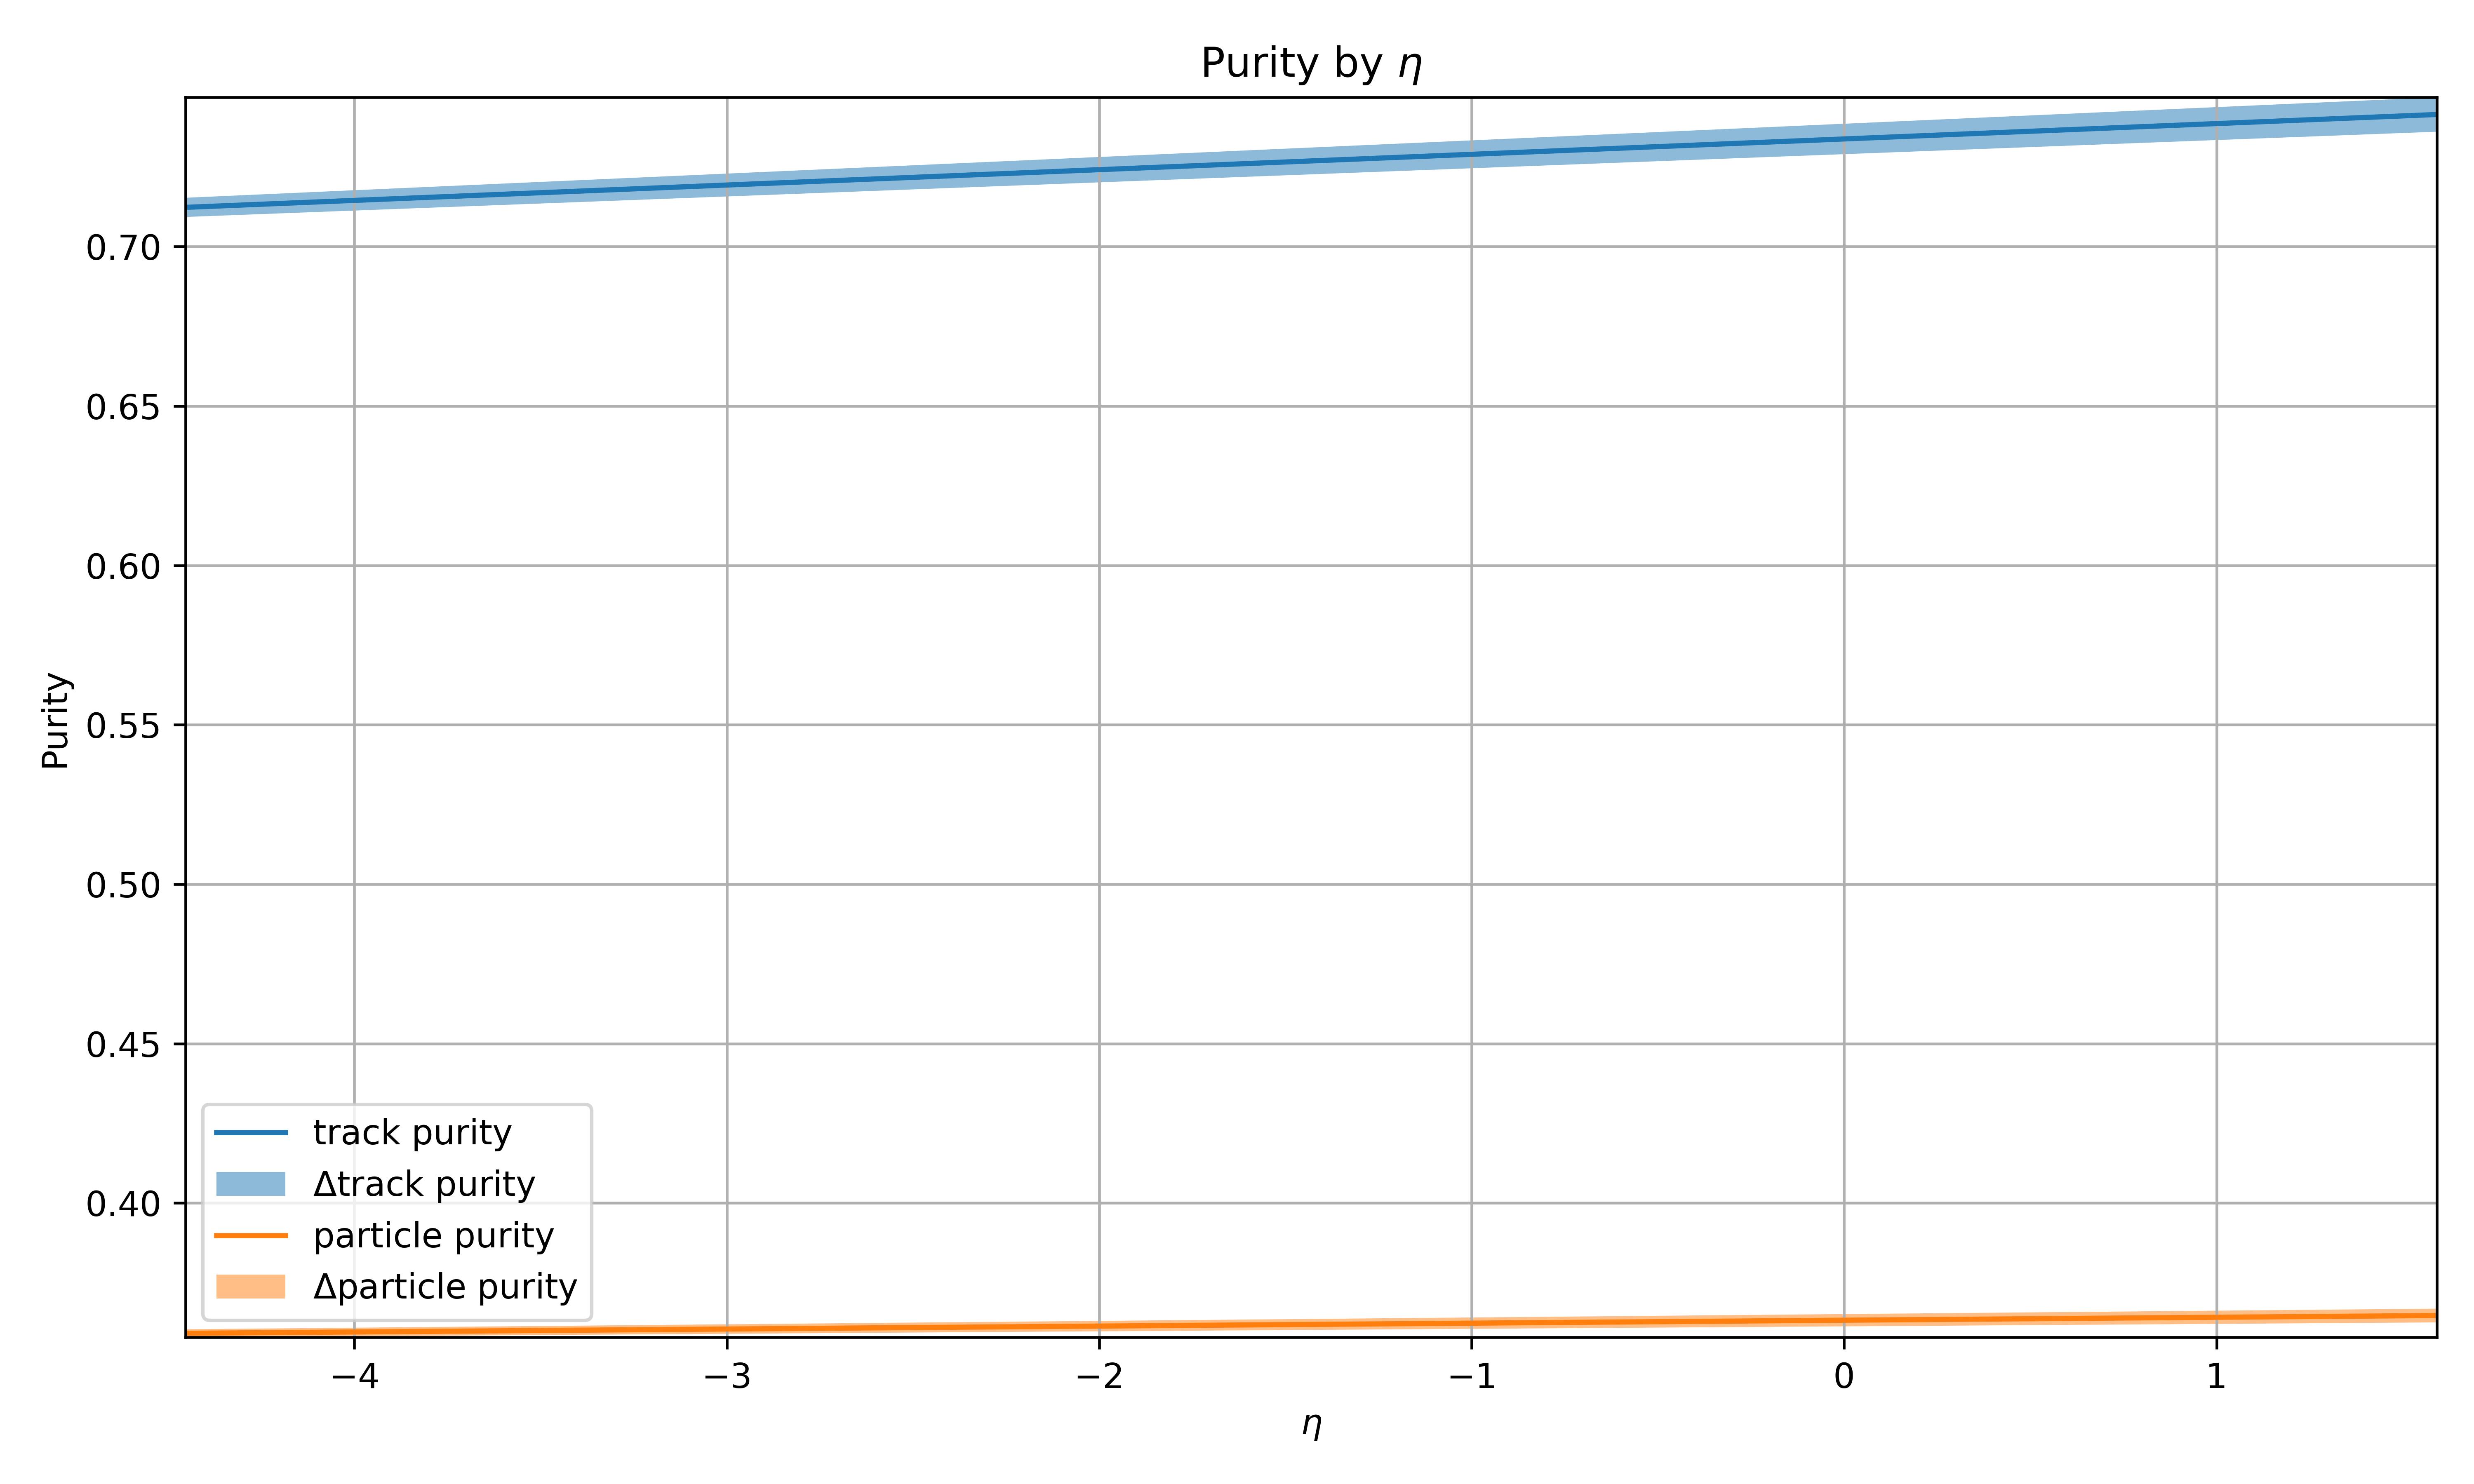 Purity by η
Purity
0.70
0.65
0.60
0.55
0.50
0.45
0.40
track purity
Δtrack purity
particle purity
Δparticle purity
−4
−3
−2
−1
0
1
η